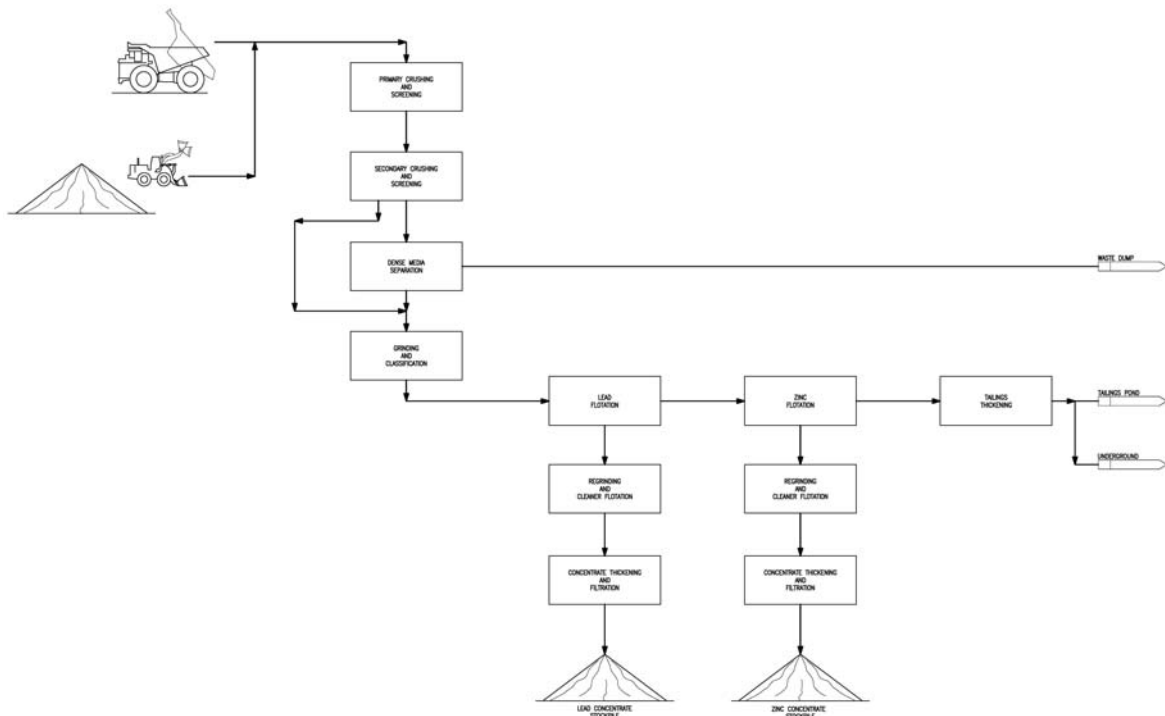 PRIMARY CRUSHING
AND
SCREENING
SECONDARY CRUSHING
AND
SCREENING
DENSE MEDIA
SEPARATION
WASTE DUMP
GRINDING
AND
CLASSIFICATION
LEAD
FLOTATION
ZINC
FLOTATION
TAILINGS
THICKENING
TAILINGS POND
UNDERGROUND
REGRINDING
AND
CLEANER FLOTATION
REGRINDING
AND
CLEANER FLOTATION
CONCENTRATE THICKENING
AND
FILTRATION
CONCENTRATE THICKENING
AND
FILTRATION
LEAD CONCENTRATE
STOCKPILE
ZINC CONCENTRATE
STOCKPILE